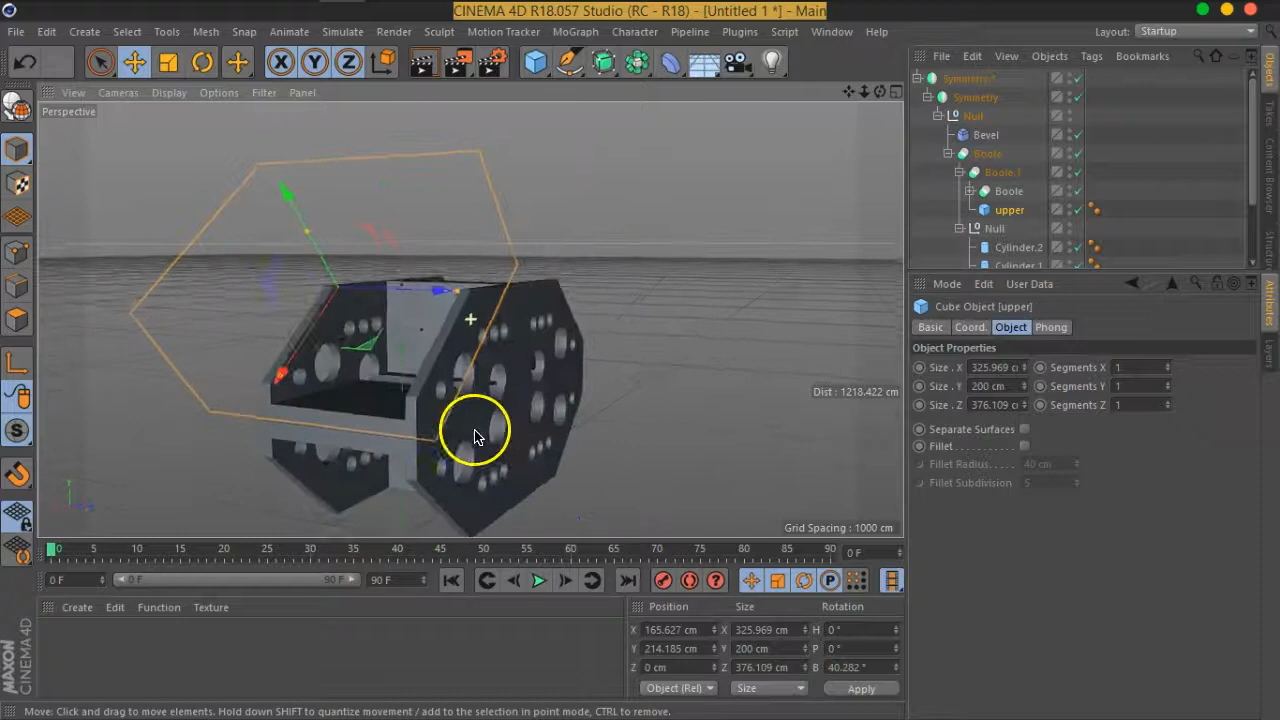 CINEMA 4D R18.057 Studio (RC - R18) - [Untitled 1 *] - Main
File Edit Create Select Tools Mesh Snap Animate Simulate Render Sculpt Motion Tracker MoGraph Character Pipeline Plugins Script Window Help Layout: Startup
File Edit View Objects Tags Bookmarks
View Cameras Display Options Filter Panel
Perspective
Symmetry
Null
Bevel
Boole
Boole.1
Boole
upper
Null
Cylinder.2
Cylinder.1
Objects
Takes
Content Browser
Structure
Mode Edit User Data
Cube Object [upper]
Basic Coord. Object Phong
Object Properties
Size . X 325.969 c Segments X 1
Size . Y 200 cm Segments Y 1
Size . Z 376.109 c Segments Z 1
Separate Surfaces
Fillet
Fillet Radius 40 cm
Fillet Subdivision 5
Attributes
Layers
Dist : 1218.422 cm
Y
Grid Spacing : 1000 cm
0 5 10 15 20 25 30 35 40 45 50 55 60 65 70 75 80 85 90 0 F
0 F 0 F 90 F 90 F
Create Edit Function Texture
Position Size Rotation
X 165.627 cm X 325.969 cm H 0 °
Y 214.185 cm Y 200 cm P 0 °
Z 0 cm Z 376.109 cm B 40.282 °
Object (Rel) Size Apply
MAXON CINEMA 4D
Move: Click and drag to move elements. Hold down SHIFT to quantize movement / add to the selection in point mode, CTRL to remove.